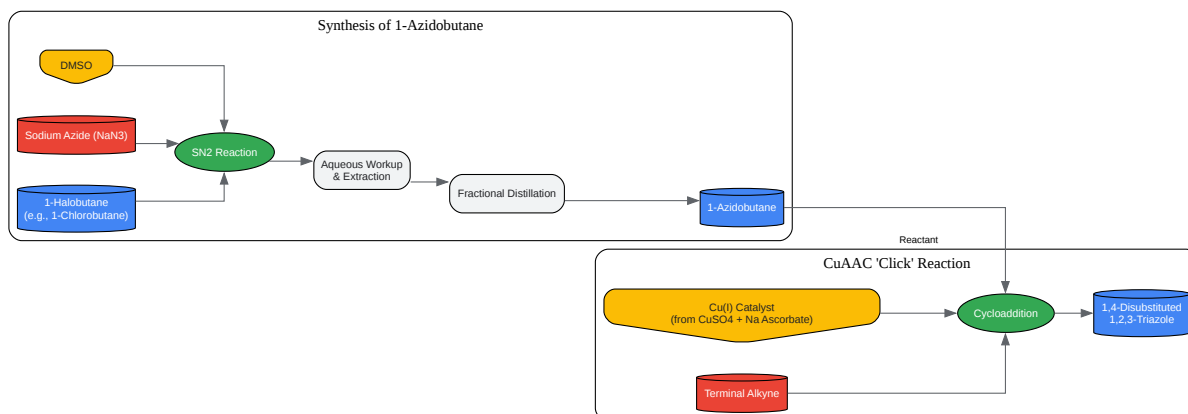 Synthesis of 1-Azidobutane
DMSO
Sodium Azide (NaN3)
SN2 Reaction
1-Halobutane
(e.g., 1-Chlorobutane)
Aqueous Workup
& Extraction
Fractional Distillation
1-Azidobutane
Reactant
CuAAC 'Click' Reaction
Cu(I) Catalyst
(from CuSO4 + Na Ascorbate)
Cycloaddition
1,4-Disubstituted
1,2,3-Triazole
Terminal Alkyne